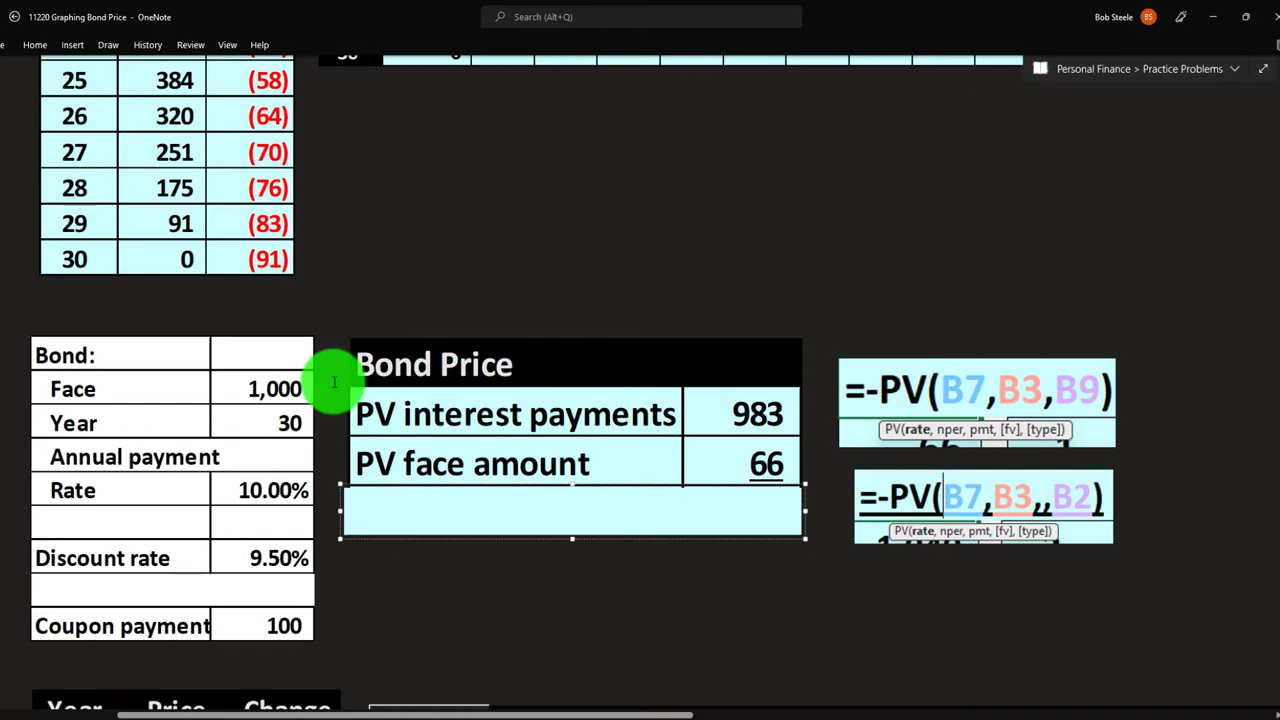 11220 Graphing Bond Price - OneNote
Search (Alt+Q)
Bob Steele
BS
Home Insert Draw History Review View Help
Personal Finance > Practice Problems
25 384 (58)
26 320 (64)
27 251 (70)
28 175 (76)
29 91 (83)
30 0 (91)
Bond:
Face 1,000
Year 30
Annual payment
Rate 10.00%
Discount rate 9.50%
Coupon payment 100
Bond Price
PV interest payments 983
PV face amount 66
=-PV(B7,B3,B9)
PV(rate, nper, pmt, [fv], [type])
=-PV(B7,B3,,B2)
PV(rate, nper, pmt, [fv], [type])
Year Price Change